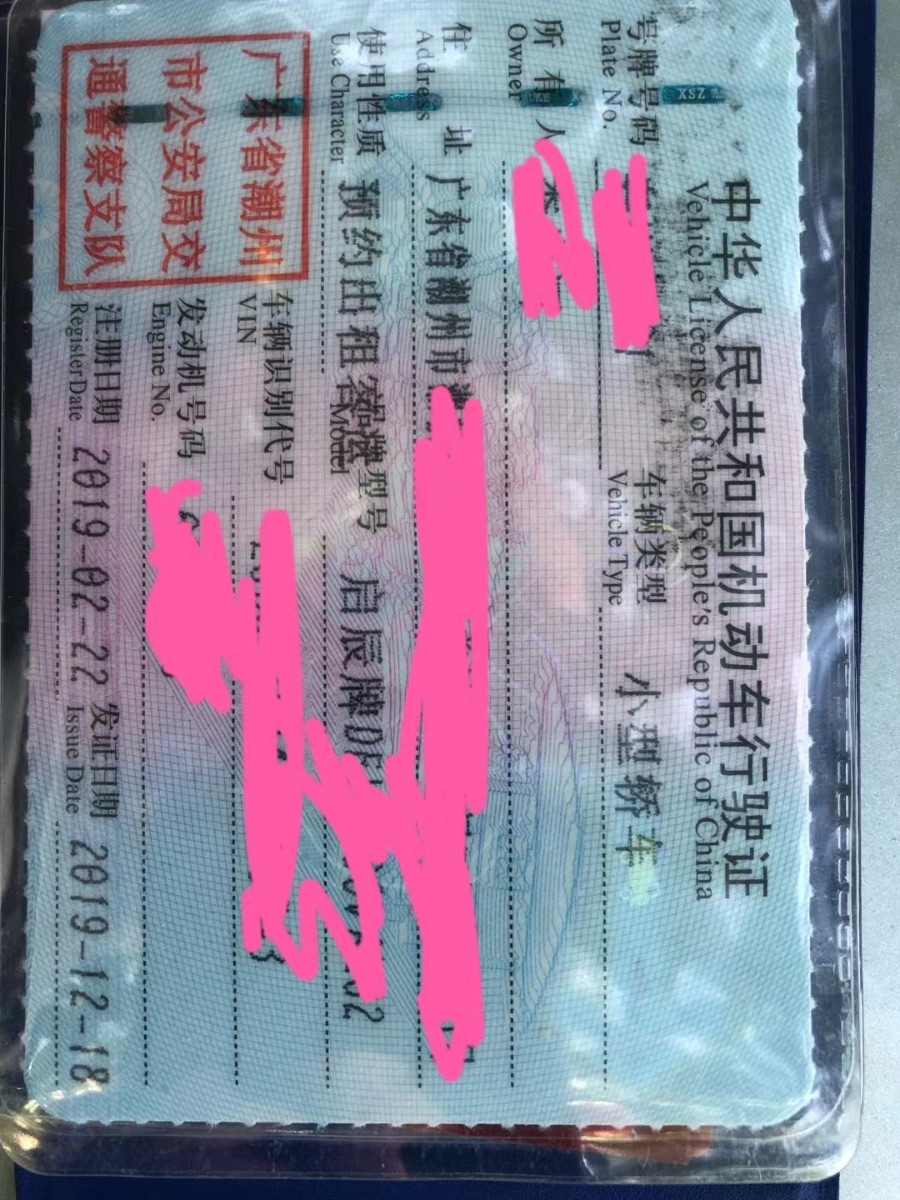 中华人民共和国机动车行驶证
Vehicle License of the People's Republic of China
号牌号码
Plate No.
车辆类型 小型轿车
Vehicle Type
所有人
Owner
住址 广东省潮州市
Address
使用性质 预约出租客运
Use Character
品牌型号 启辰牌
Model
广东省潮州
市公安局交
通警察支队
车辆识别代号
VIN
发动机号码
Engine No.
注册日期 2019-02-22 发证日期 2019-12-18
Register Date Issue Date
XSZ